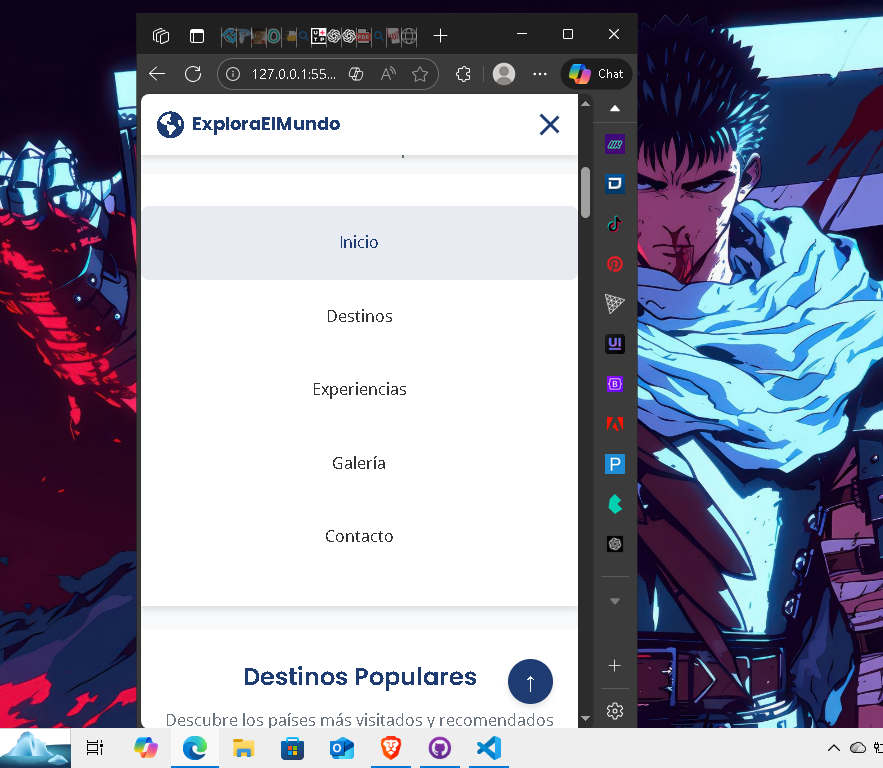 127.0.0.1:55...
Chat
ExploraElMundo
Inicio
Destinos
Experiencias
Galería
Contacto
Destinos Populares
Descubre los países más visitados y recomendados